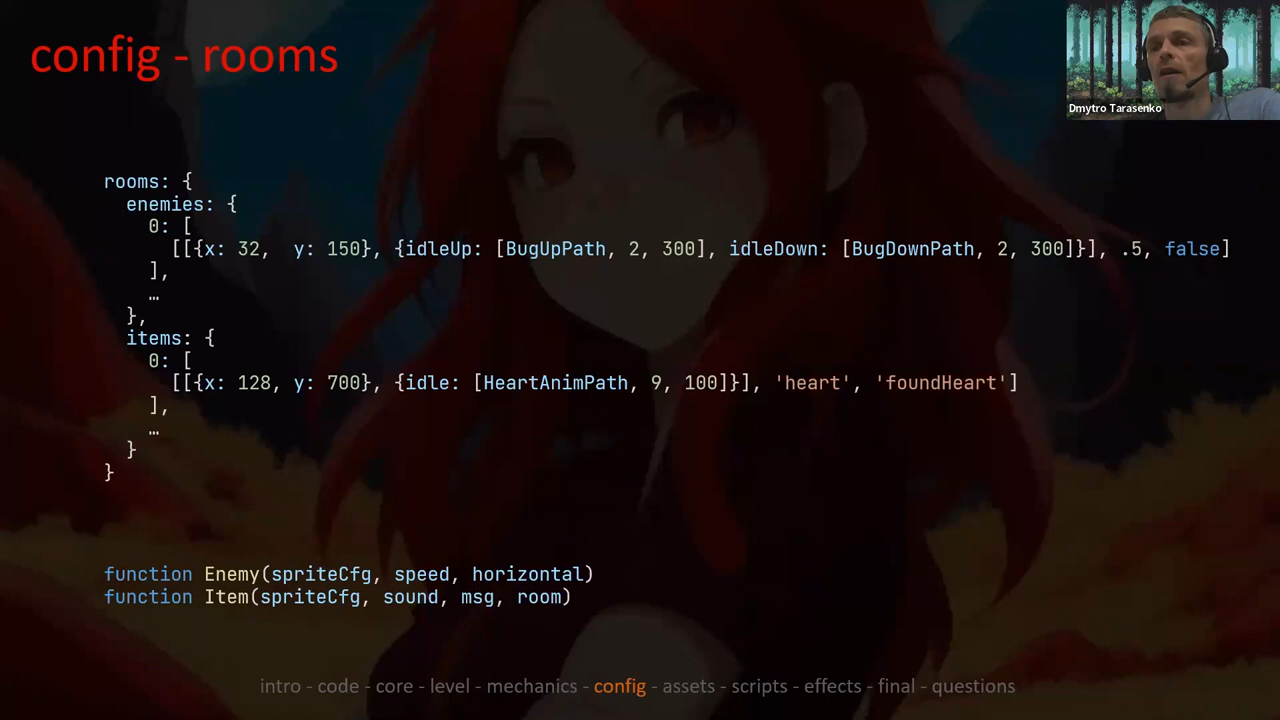 config - rooms
Dmytro Tarasenko
rooms: {
enemies: {
0: [
[[{x: 32, y: 150}, {idleUp: [BugUpPath, 2, 300], idleDown: [BugDownPath, 2, 300]}], .5, false]
],
…
},
items: {
0: [
[[{x: 128, y: 700}, {idle: [HeartAnimPath, 9, 100]}], 'heart', 'foundHeart']
],
…
}
}
function Enemy(spriteCfg, speed, horizontal)
function Item(spriteCfg, sound, msg, room)
intro - code - core - level - mechanics - config - assets - scripts - effects - final - questions